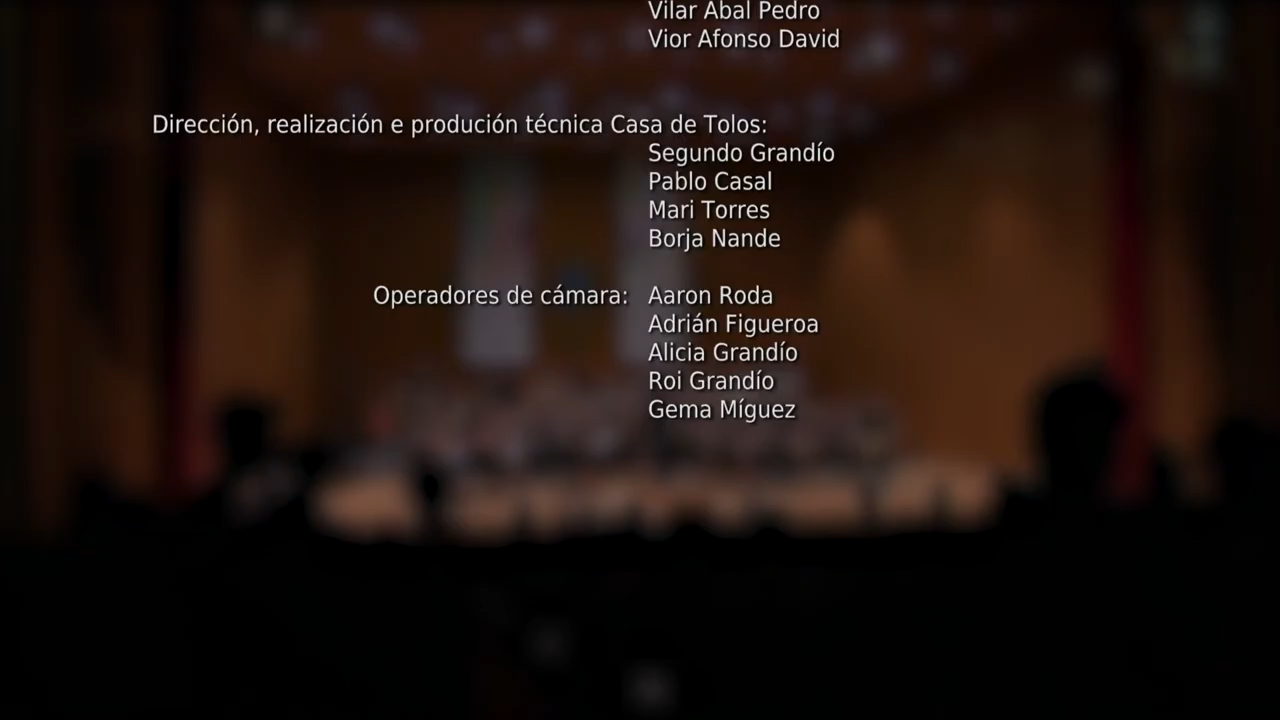 Vilar Abal Pedro
Vior Afonso David
Dirección, realización e produción técnica Casa de Tolos:
Segundo Grandío
Pablo Casal
Mari Torres
Borja Nande
Operadores de cámara: Aaron Roda
Adrián Figueroa
Alicia Grandío
Roi Grandío
Gema Míguez